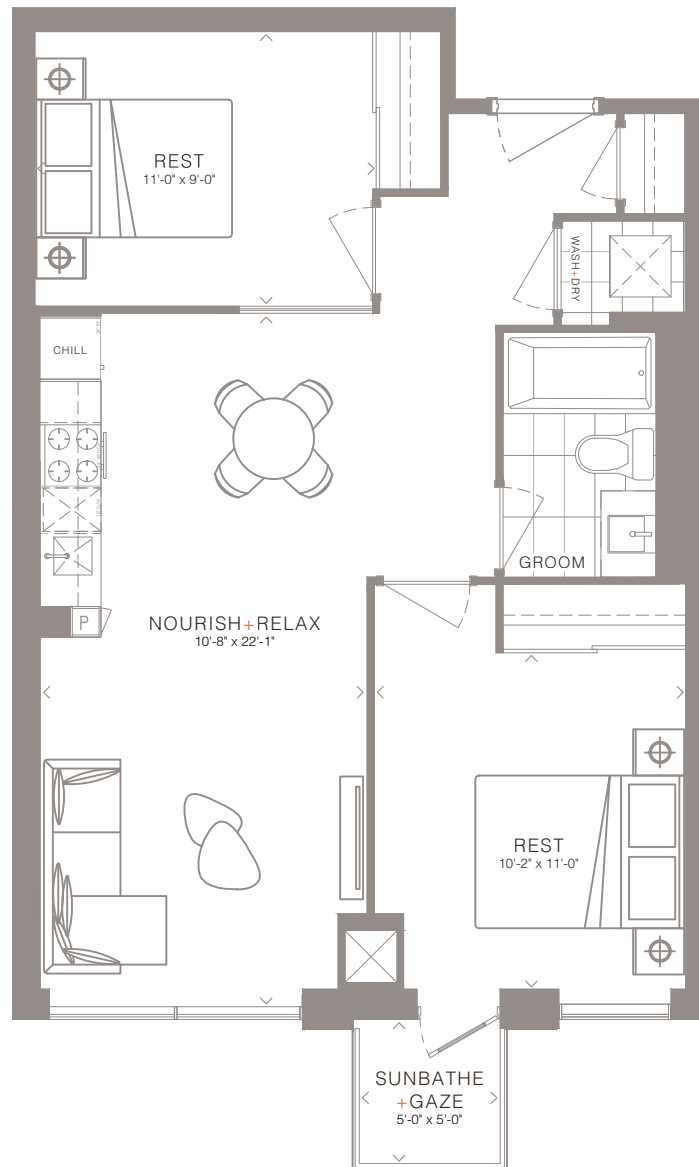 REST
11'-0" x 9'-0"
WASH+DRY
CHILL
GROOM
P
NOURISH+RELAX
10'-8" x 22'-1"
REST
10'-2" x 11'-0"
SUNBATHE
+GAZE
5'-0" x 5'-0"